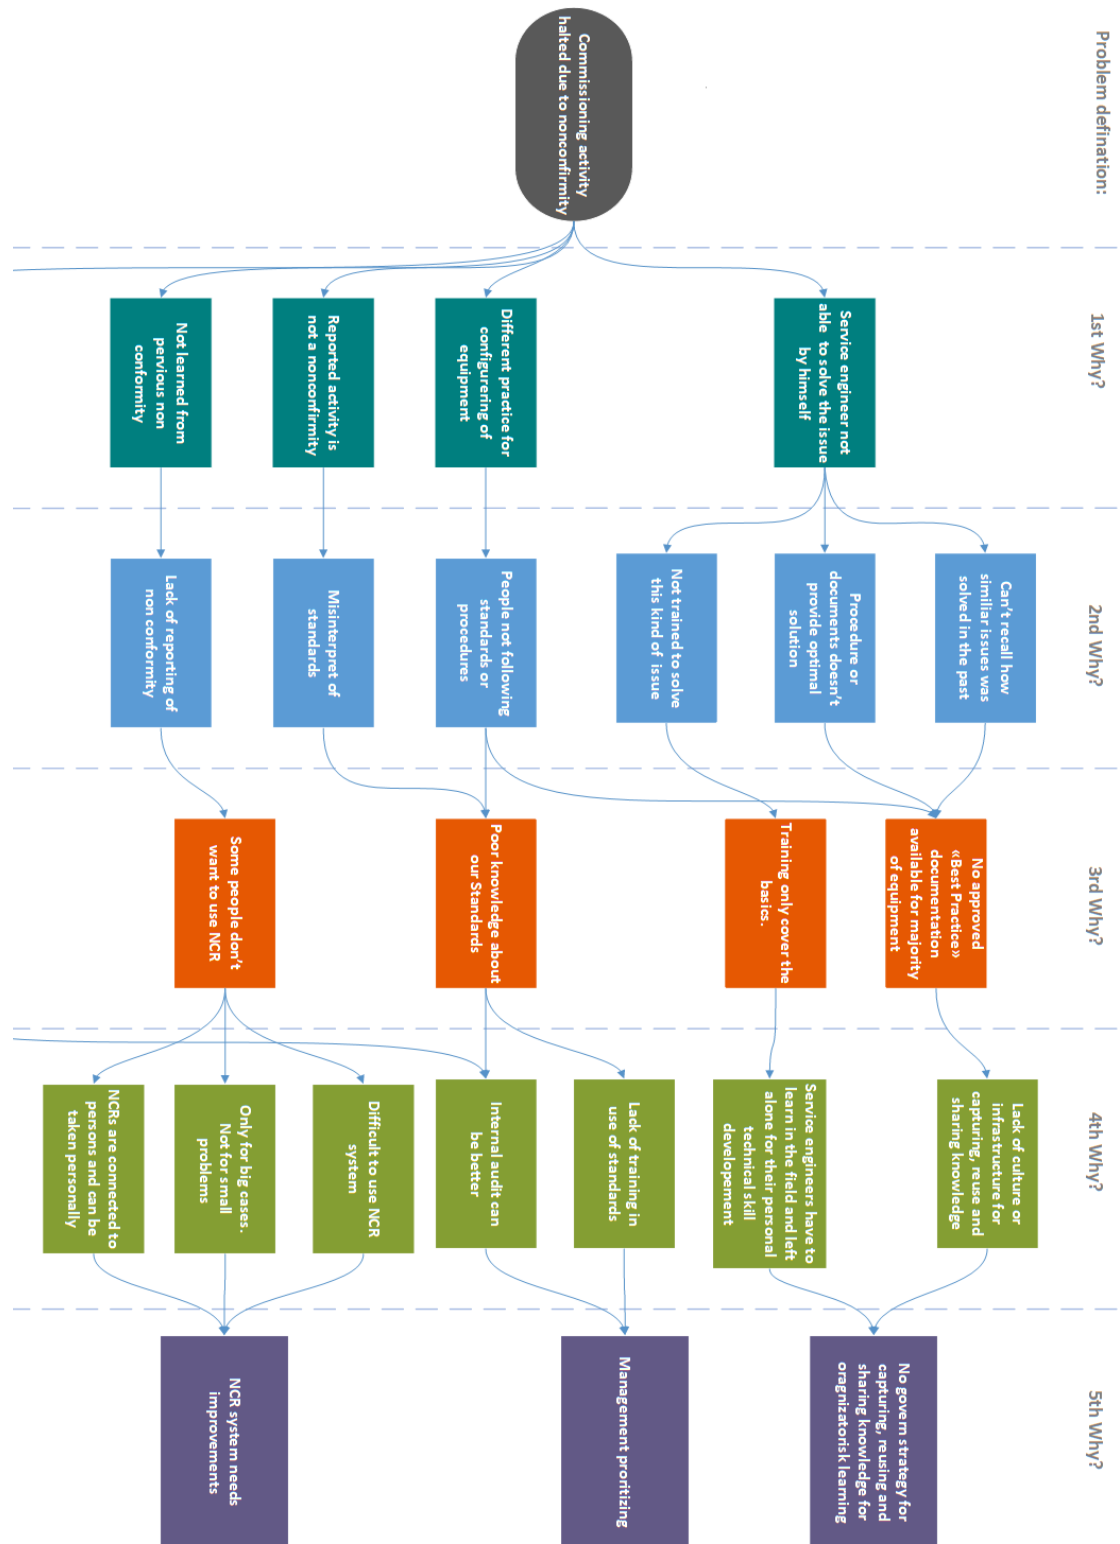 Problem defination:
Commissioning activity
halted due to nonconfirmity
1st Why?
Service engineer not
able to solve the issue
by himself
Different practice for
configurering of
equipment
Reported activity is
not a nonconfirmity
Not learned from
pervious non
conformity
2nd Why?
Can't recall how
similiar issues was
solved in the past
Procedure or
documents doesn't
provide optimal
solution
Not trained to solve
this kind of issue
People not following
standards or
procedures
Misinterpret of
standards
Lack of reporting of
non conformity
3rd Why?
No approved
«Best Practice»
documentation
available for majority
of equipment
Training only cover the
basics.
Poor knowledge about
our Standards
Some people don't
want to use NCR
4th Why?
Lack of culture or
infrastructure for
capturing, reuse and
sharing knowledge
Service engineers have to
learn in the field and left
alone for their personal
technical skill
developement
Lack of training in
use of standards
Internal audit can
be better
Difficult to use NCR
system
Only for big cases.
Not for small
problems
NCRs are connected to
persons and can be
taken personally
5th Why?
No govern strategy for
capturing, reusing and
sharing knowledge for
oragnizatorisk learning
Management proritizing
NCR system needs
improvements